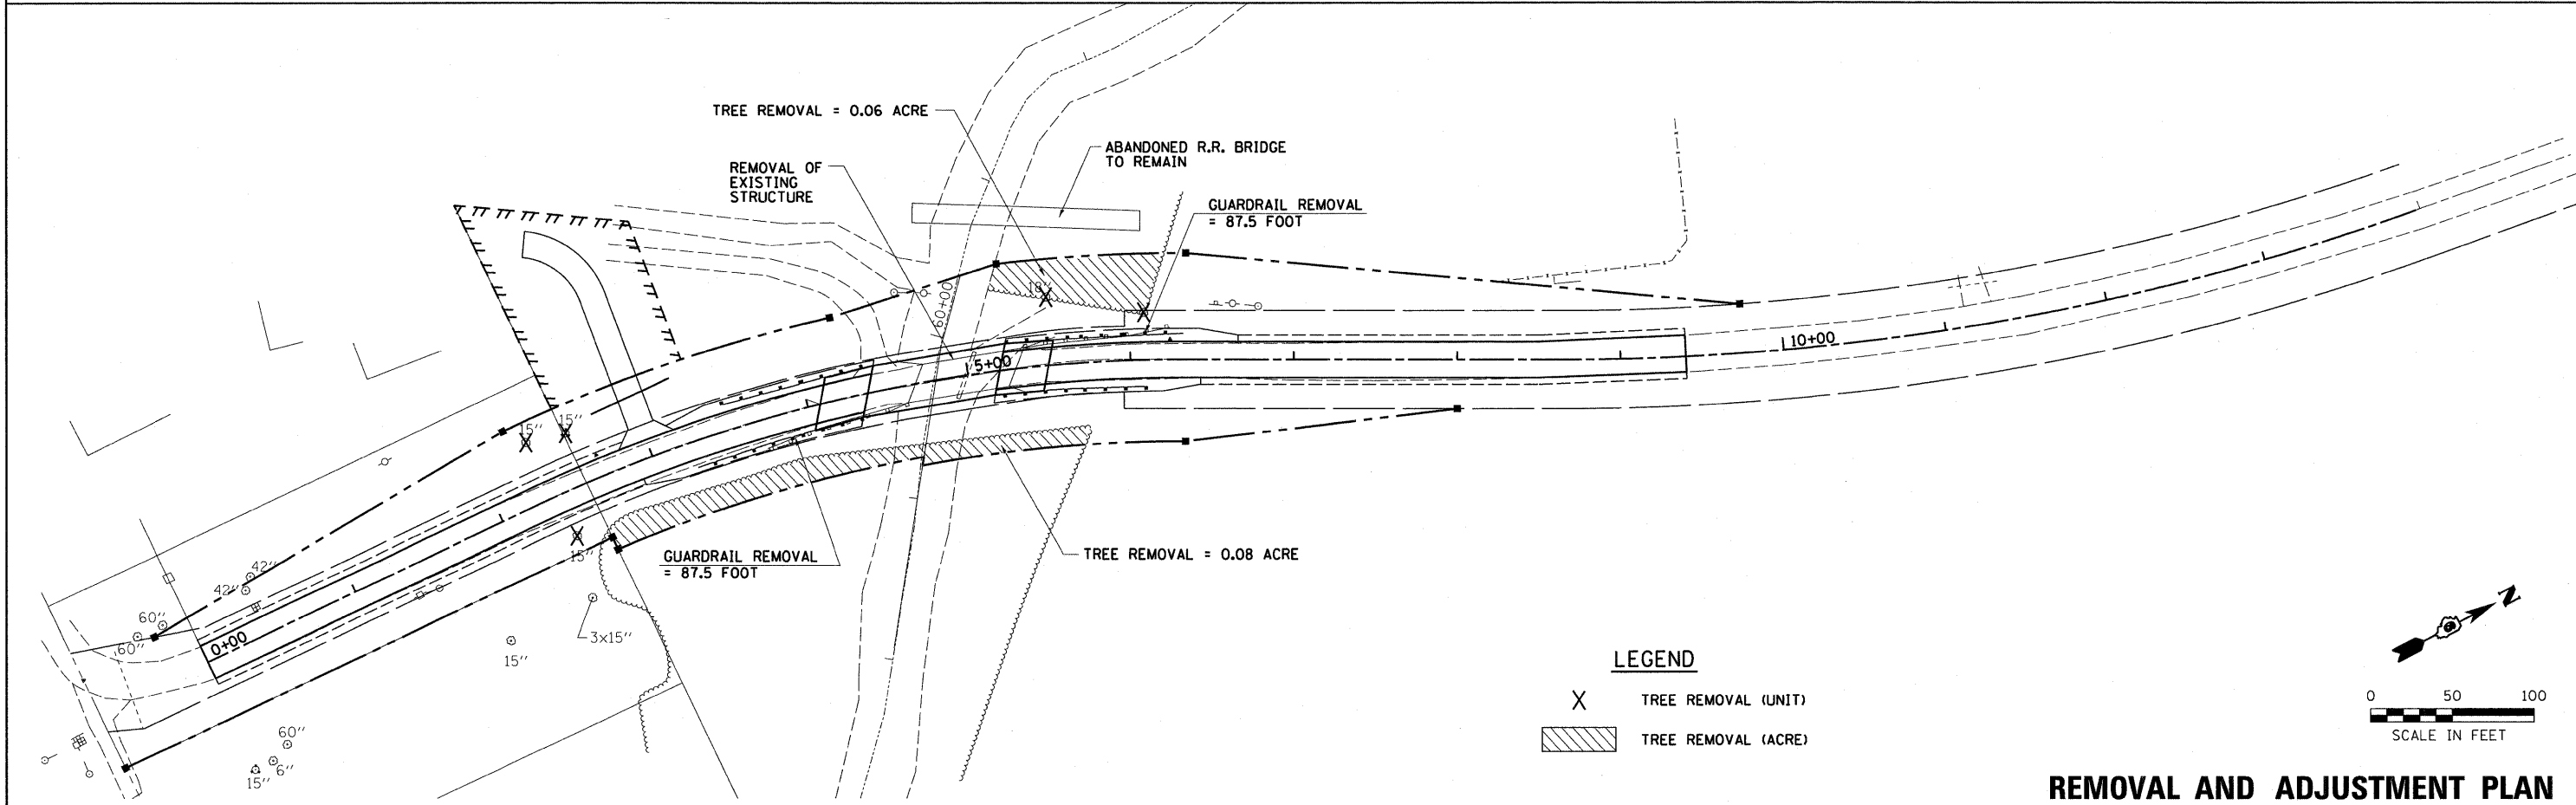 TREE REMOVAL = 0.06 ACRE
ABANDONED R.R. BRIDGE
TO REMAIN
REMOVAL OF
EXISTING
STRUCTURE
GUARDRAIL REMOVAL
= 87.5 FOOT
60+00
18"
5+00
10+00
15"
15"
GUARDRAIL REMOVAL
= 87.5 FOOT
TREE REMOVAL = 0.08 ACRE
15"
42"
42"
60"
60"
0+00
3x15"
15"
60"
6"
15"
LEGEND
X TREE REMOVAL (UNIT)
TREE REMOVAL (ACRE)
N
0 50 100
SCALE IN FEET
REMOVAL AND ADJUSTMENT PLAN